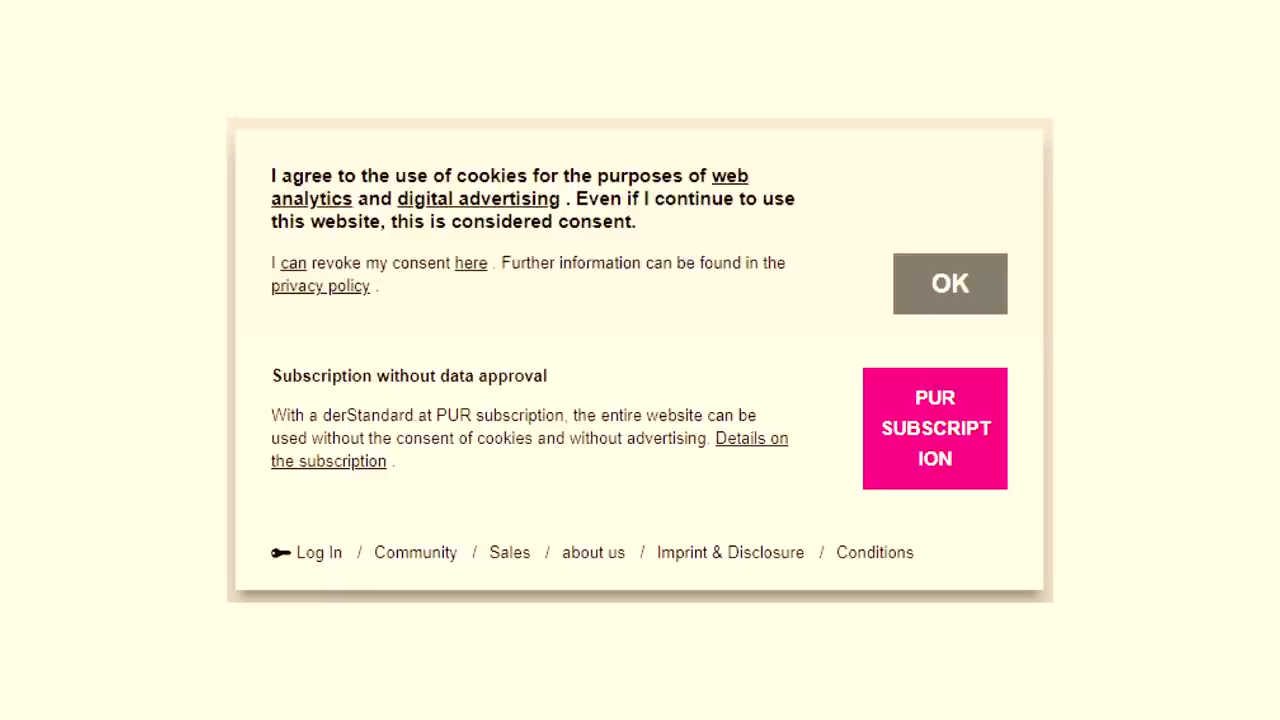 I agree to the use of cookies for the purposes of web
analytics and digital advertising . Even if I continue to use
this website, this is considered consent.
I can revoke my consent here . Further information can be found in the
privacy policy .
OK
Subscription without data approval
With a derStandard.at PUR subscription, the entire website can be
used without the consent of cookies and without advertising. Details on
the subscription .
PUR
SUBSCRIPT
ION
Log In / Community / Sales / about us / Imprint & Disclosure / Conditions